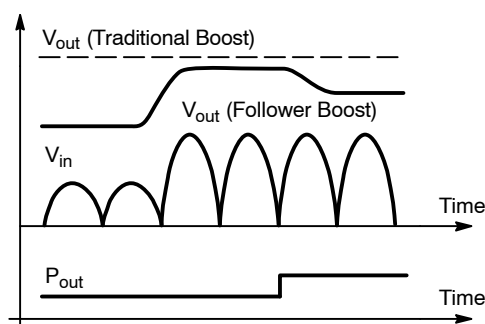 Vout (Traditional Boost)
Vout (Follower Boost)
Vin
Time
Pout
Time